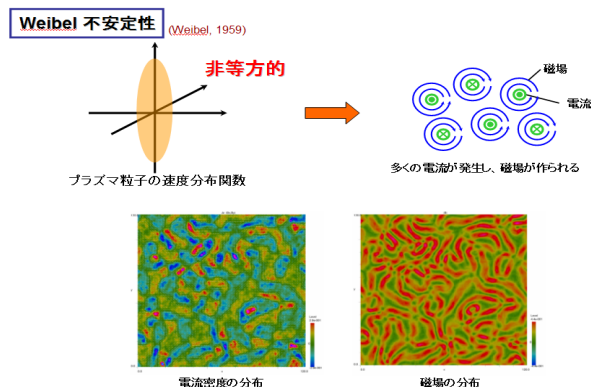 Weibel 不安定性
(Weibel, 1959)
非等方的
磁場
電流
プラズマ粒子の速度分布関数
多くの電流が発生し、磁場が作られる
電流密度の分布
磁場の分布